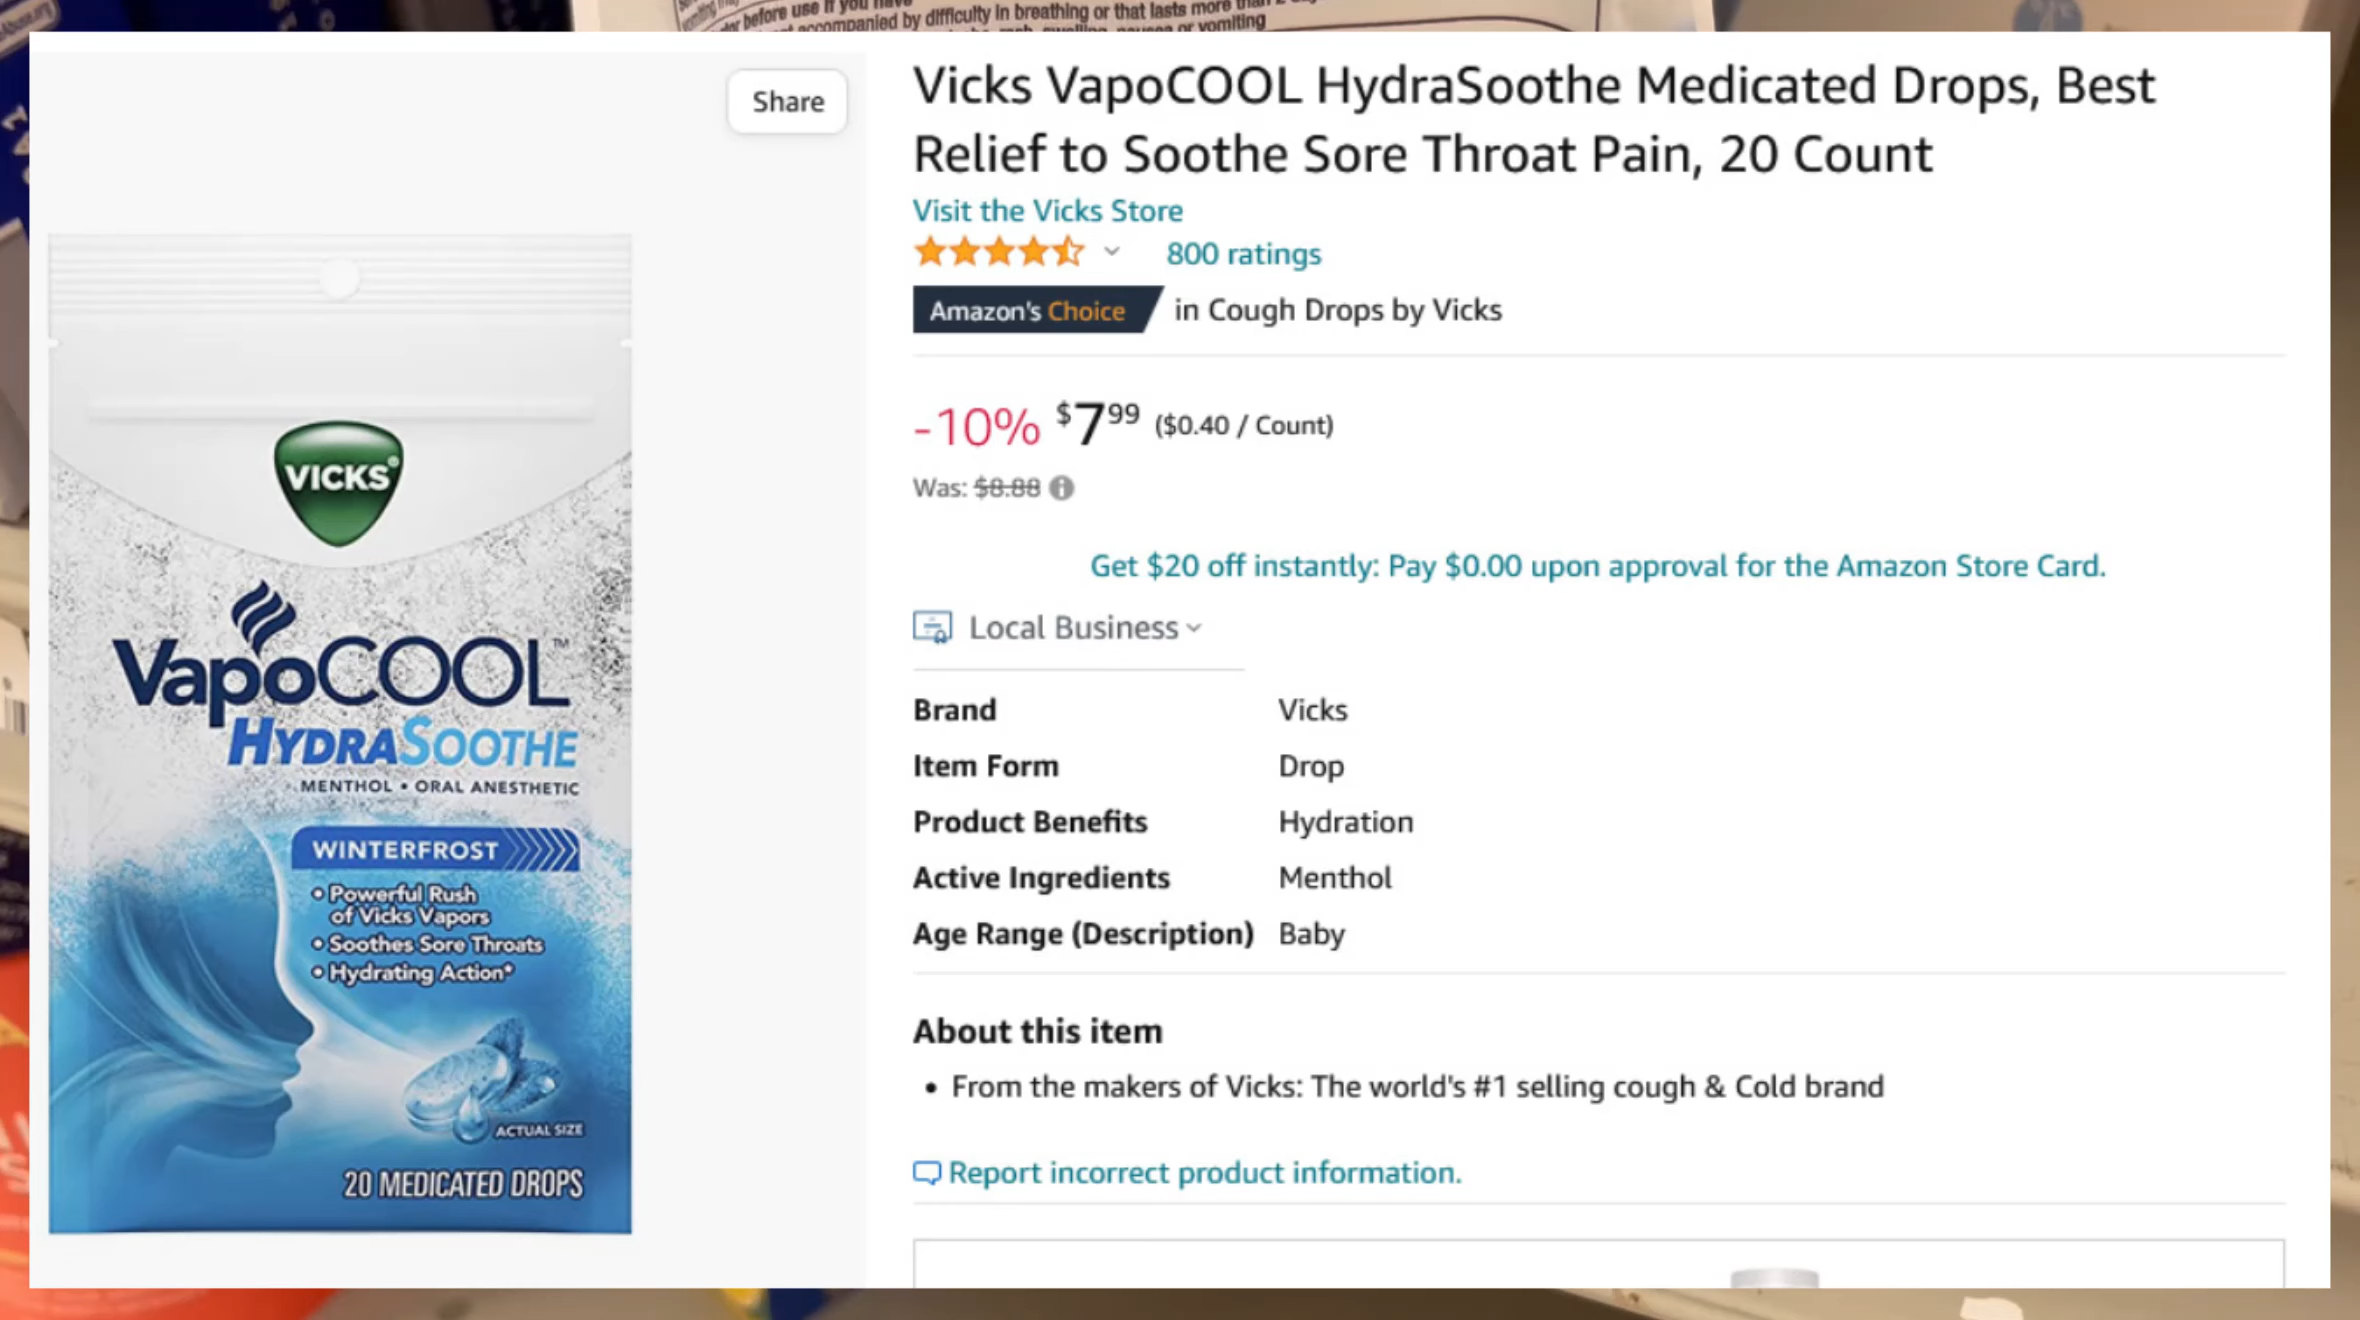 or before use if you have
accompanied by difficulty in breathing or that lasts more than 2
swelling, nausea or vomiting
Share
Vicks VapoCOOL HydraSoothe Medicated Drops, Best
Relief to Soothe Sore Throat Pain, 20 Count
Visit the Vicks Store
800 ratings
Amazon's Choice in Cough Drops by Vicks
-10% $7.99 ($0.40 / Count)
Was: $8.88
Get $20 off instantly: Pay $0.00 upon approval for the Amazon Store Card.
Local Business
Brand Vicks
Item Form Drop
Product Benefits Hydration
Active Ingredients Menthol
Age Range (Description) Baby
About this item
• From the makers of Vicks: The world's #1 selling cough & Cold brand
Report incorrect product information.
VICKS®
VapoCOOL™
HYDRASOOTHE
MENTHOL • ORAL ANESTHETIC
WINTERFROST
• Powerful Rush
of Vicks Vapors
• Soothes Sore Throats
• Hydrating Action*
ACTUAL SIZE
20 MEDICATED DROPS